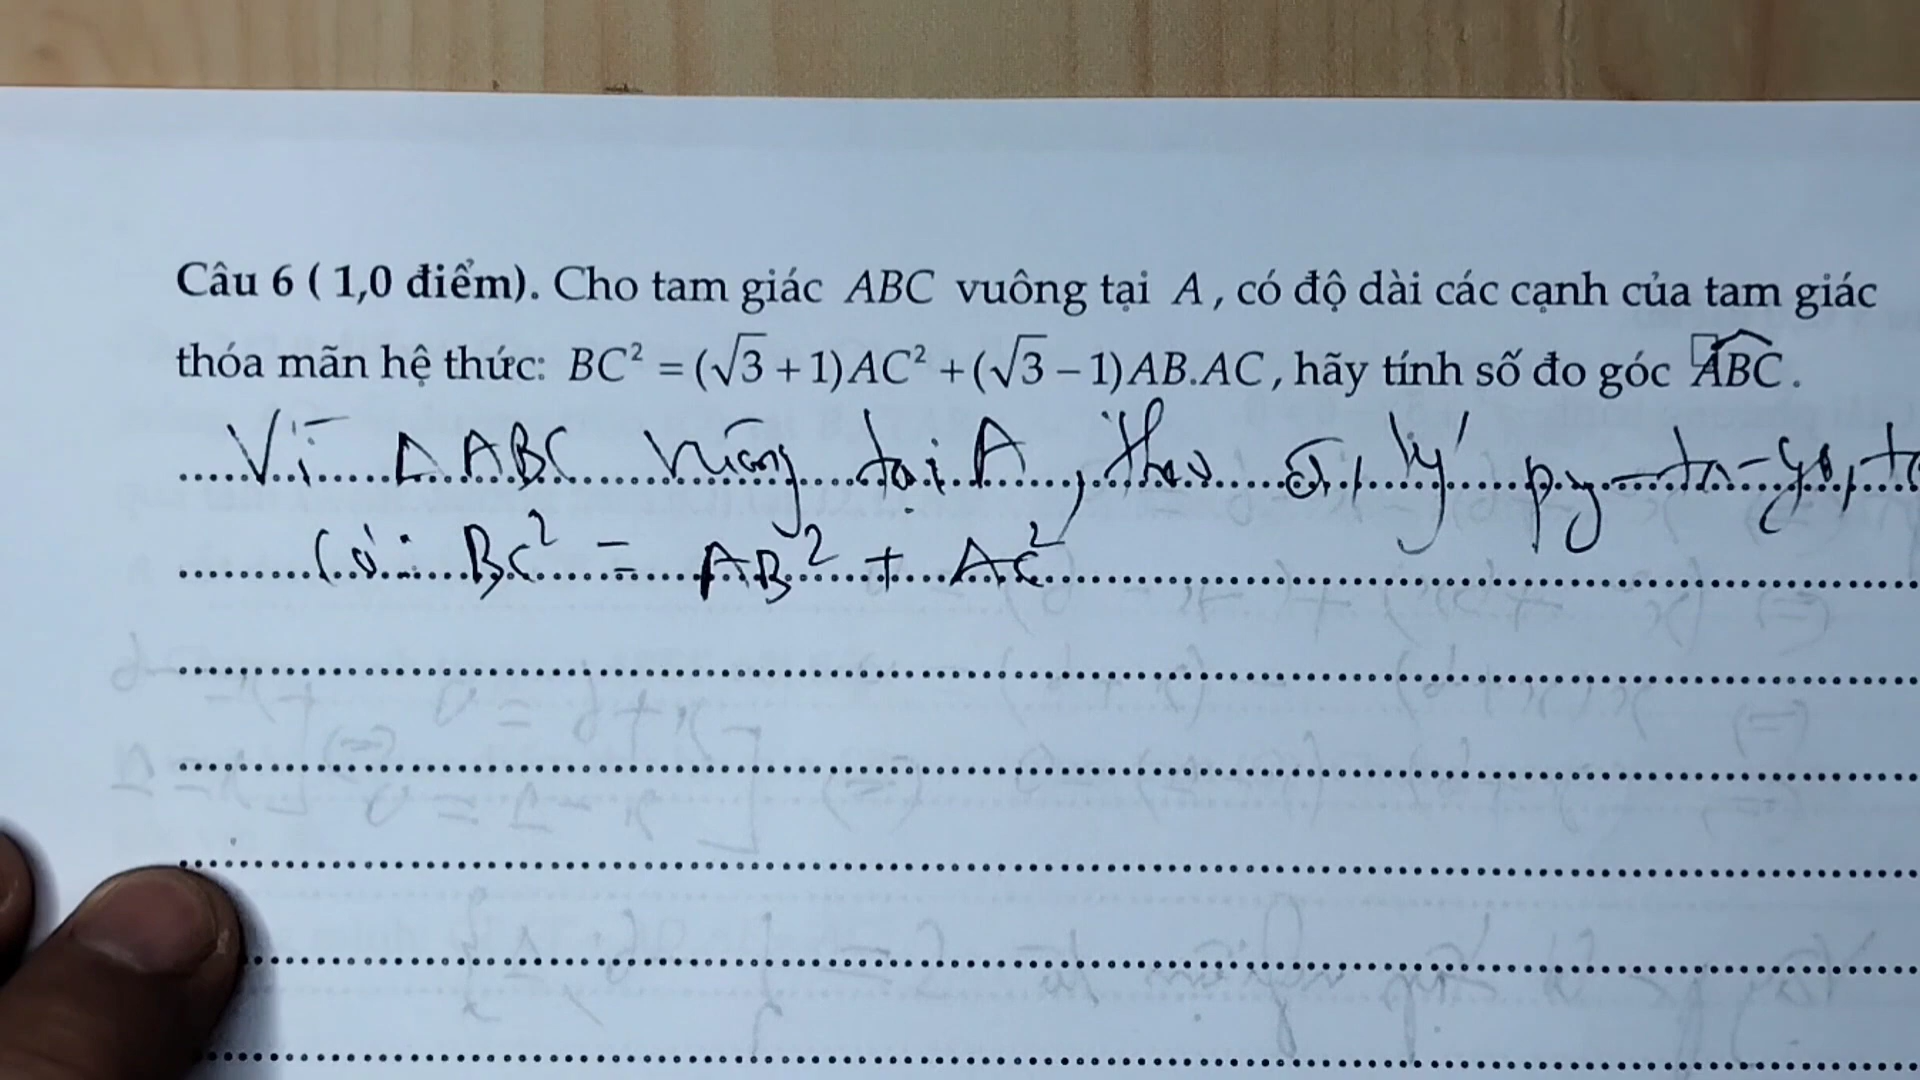 Câu 6 ( 1,0 điểm). Cho tam giác ABC vuông tại A , có độ dài các cạnh của tam giác
thóa mãn hệ thức: BC² = (√3 + 1)AC² + (√3 − 1)AB.AC , hãy tính số đo góc ABC .
Vì Δ ABC vuông tại A , theo định lý py-ta-go, ta
Có : BC² = AB² + AC²